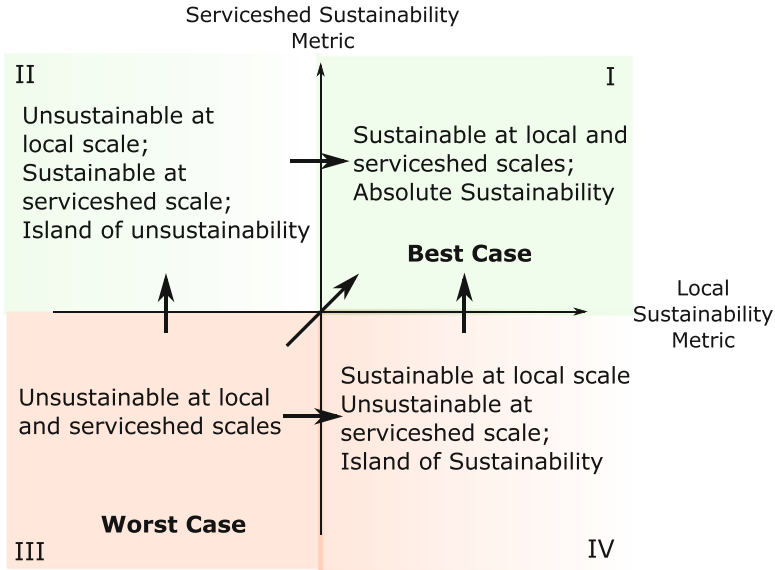 Serviceshed Sustainability
Metric
II
I
Unsustainable at
local scale;
Sustainable at
serviceshed scale;
Island of unsustainability
Sustainable at local and
serviceshed scales;
Absolute Sustainability
Best Case
Local
Sustainability
Metric
Unsustainable at local
and serviceshed scales
Sustainable at local scale
Unsustainable at
serviceshed scale;
Island of Sustainability
Worst Case
III
IV